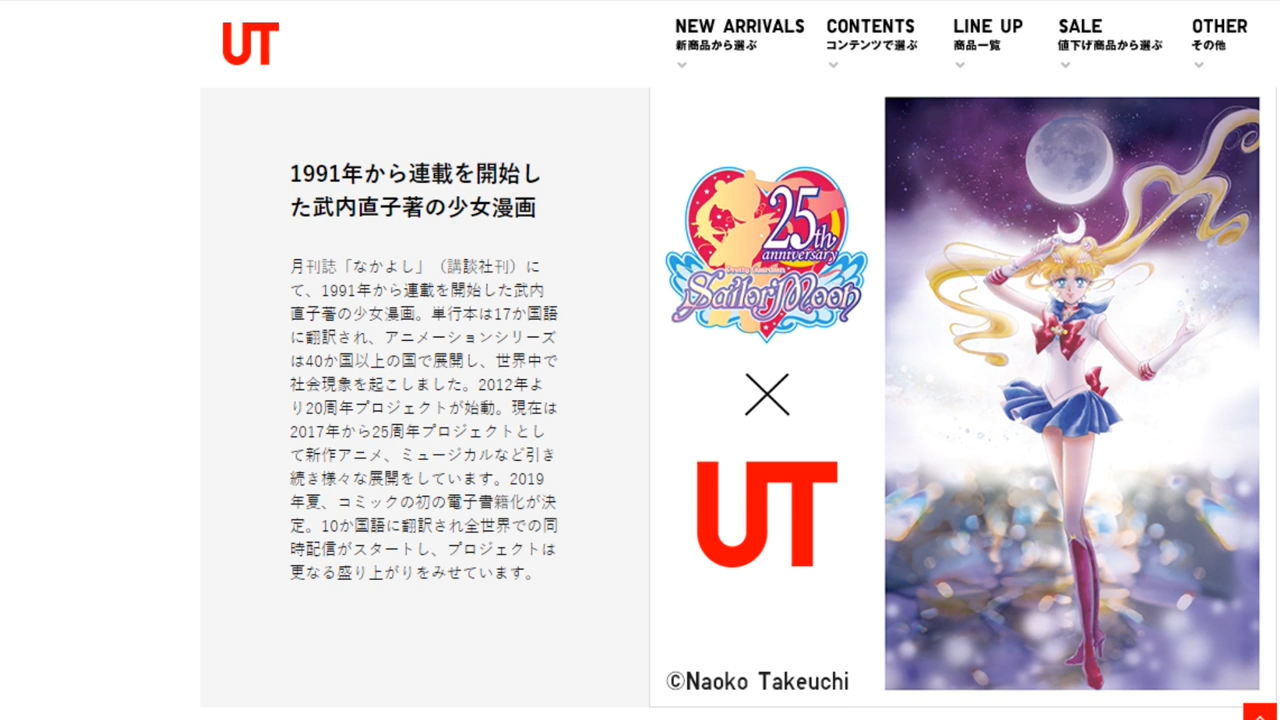 UT
NEW ARRIVALS
新商品から選ぶ
CONTENTS
コンテンツで選ぶ
LINE UP
商品一覧
SALE
値下げ商品から選ぶ
OTHER
その他
1991年から連載を開始し
た武内直子著の少女漫画
月刊誌「なかよし」（講談社刊）に
て、1991年から連載を開始した武内
直子著の少女漫画。単行本は17か国語
に翻訳され、アニメーションシリーズ
は40か国以上の国で展開し、世界中で
社会現象を起こしました。2012年よ
り20周年プロジェクトが始動。現在は
2017年から25周年プロジェクトとし
て新作アニメ、ミュージカルなど引き
続き様々な展開をしています。2019
年夏、コミックの初の電子書籍化が決
定。10か国語に翻訳され全世界での同
時配信がスタートし、プロジェクトは
更なる盛り上がりをみせています。
25th
anniversary
Pretty Guardian
Sailor Moon
UT
©Naoko Takeuchi